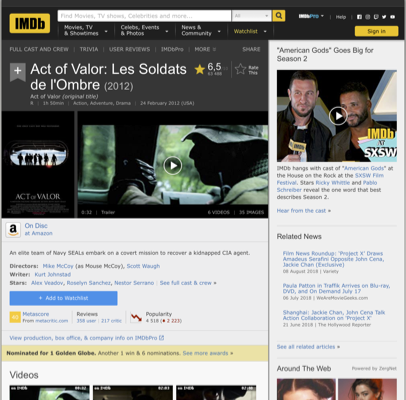 IMDb
Find Movies, TV shows, Celebrities and more...
All
IMDbPro
Help
Movies, TV & Showtimes
Celebs, Events & Photos
News & Community
Watchlist
Sign in
FULL CAST AND CREW | TRIVIA | USER REVIEWS | IMDbPro | MORE
SHARE
Act of Valor: Les Soldats
de l'Ombre (2012)
Act of Valor (original title)
R | 1h 50min | Action, Adventure, Drama | 24 February 2012 (USA)
6,5
Rate This
ACT OF VALOR
0:32 | Trailer
6 VIDEOS | 35 IMAGES
On Disc
at Amazon
An elite team of Navy SEALs embark on a covert mission to recover a kidnapped CIA agent.
Directors: Mike McCoy (as Mouse McCoy), Scott Waugh
Writer: Kurt Johnstad
Stars: Alex Veadov, Roselyn Sanchez, Nestor Serrano | See full cast & crew »
+ Add to Watchlist
Metascore
From metacritic.com
Reviews
358 user | 217 critic
Popularity
4 518 (2 223)
View production, box office, & company info on IMDbPro
Nominated for 1 Golden Globe. Another 1 win & 6 nominations. See more awards »
Videos
"American Gods" Goes Big for
Season 2
IMDb
at
SXSW
IMDb hangs with cast of "American Gods" at
the House on the Rock at the SXSW
Film Festival. Stars Ricky Whittle and Pablo
Schreiber reveal the one word that best
describes Season 2.
Hear from the cast »
Related News
Film News Roundup: 'Project X' Draws
Amadeus Serafini Opposite John Cena,
Jackie Chan (Exclusive)
08 August 2018 | Variety
Paula Patton in Traffik Arrives on Blu-ray,
DVD, and On Demand July 17
06 July 2018 | WeAreMovieGeeks.com
Shanghai: Jackie Chan, John Cena Talk
Action Collaboration on 'Project X'
21 June 2018 | The Hollywood Reporter
See all related articles »
Around The Web
Powered by ZergNet